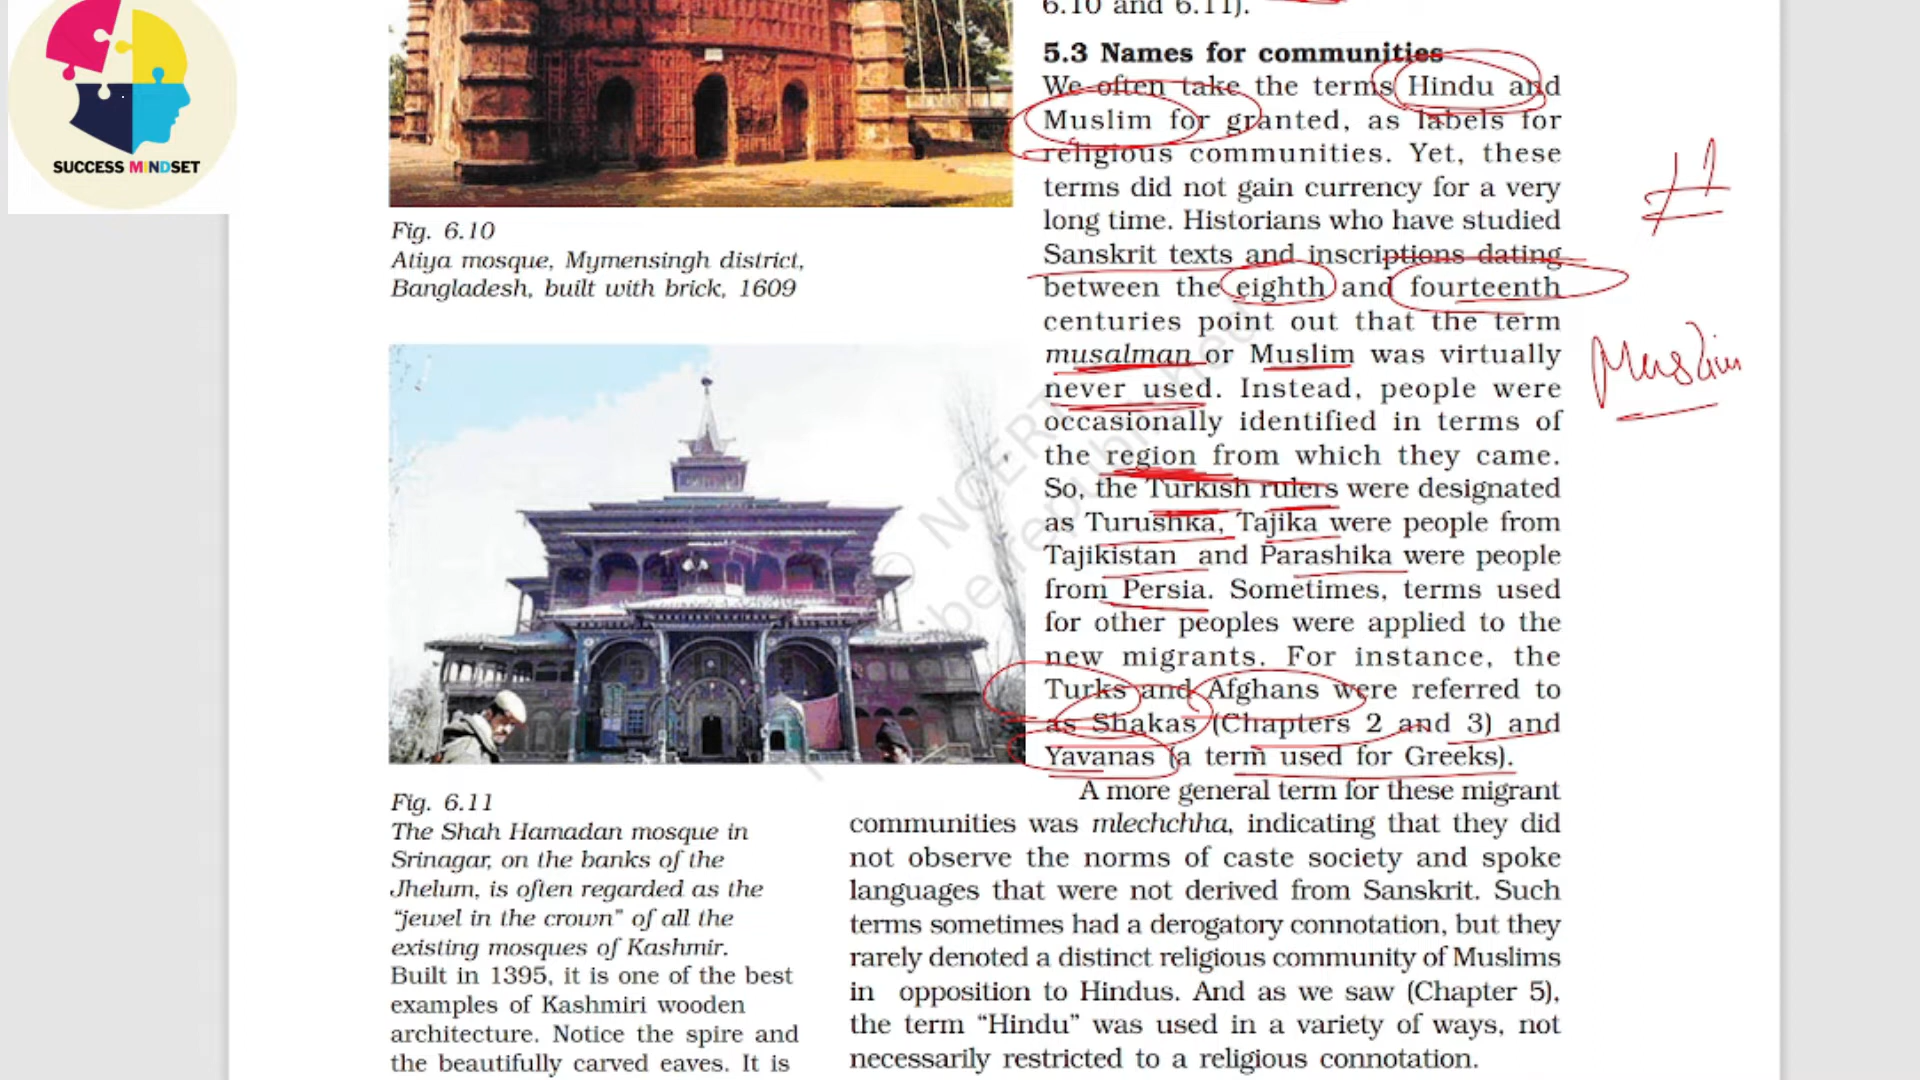 SUCCESS MINDSET
Fig. 6.10
Atiya mosque, Mymensingh district,
Bangladesh, built with brick, 1609
Fig. 6.11
The Shah Hamadan mosque in
Srinagar, on the banks of the
Jhelum, is often regarded as the
“jewel in the crown” of all the
existing mosques of Kashmir.
Built in 1395, it is one of the best
examples of Kashmiri wooden
architecture. Notice the spire and
the beautifully carved eaves. It is
6.10 and 6.11).
5.3 Names for communities
We often take the terms Hindu and
Muslim for granted, as labels for
religious communities. Yet, these
terms did not gain currency for a very
long time. Historians who have studied
Sanskrit texts and inscriptions dating
between the eighth and fourteenth
centuries point out that the term
musalman or Muslim was virtually
never used. Instead, people were
occasionally identified in terms of
the region from which they came.
So, the Turkish rulers were designated
as Turushka, Tajika were people from
Tajikistan and Parashika were people
from Persia. Sometimes, terms used
for other peoples were applied to the
new migrants. For instance, the
Turks and Afghans were referred to
as Shakas (Chapters 2 and 3) and
Yavanas (a term used for Greeks).
A more general term for these migrant
communities was mlechchha, indicating that they did
not observe the norms of caste society and spoke
languages that were not derived from Sanskrit. Such
terms sometimes had a derogatory connotation, but they
rarely denoted a distinct religious community of Muslims
in opposition to Hindus. And as we saw (Chapter 5),
the term “Hindu” was used in a variety of ways, not
necessarily restricted to a religious connotation.
Muslim
© NCERT